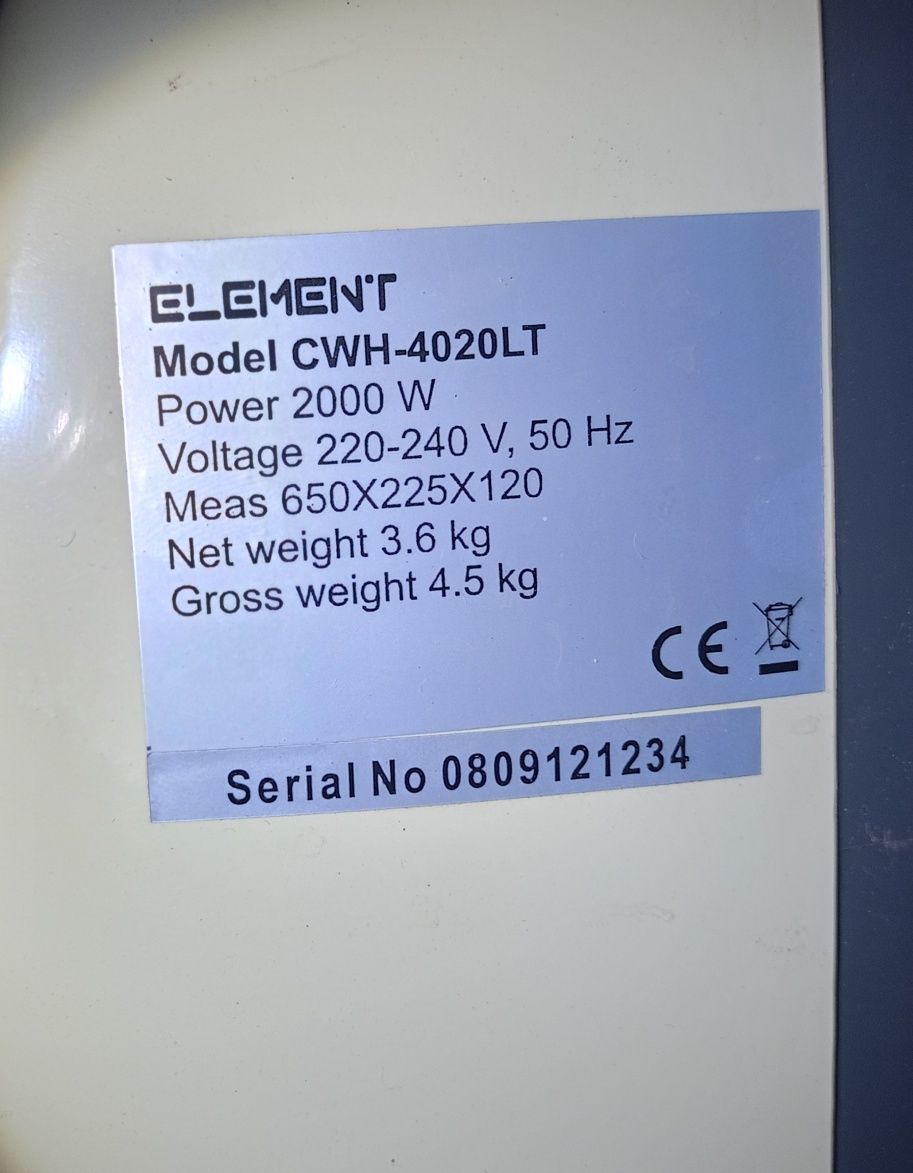 ELEMENT
Model CWH-4020LT
Power 2000 W
Voltage 220-240 V, 50 Hz
Meas 650X225X120
Net weight 3.6 kg
Gross weight 4.5 kg
CE
Serial No 0809121234